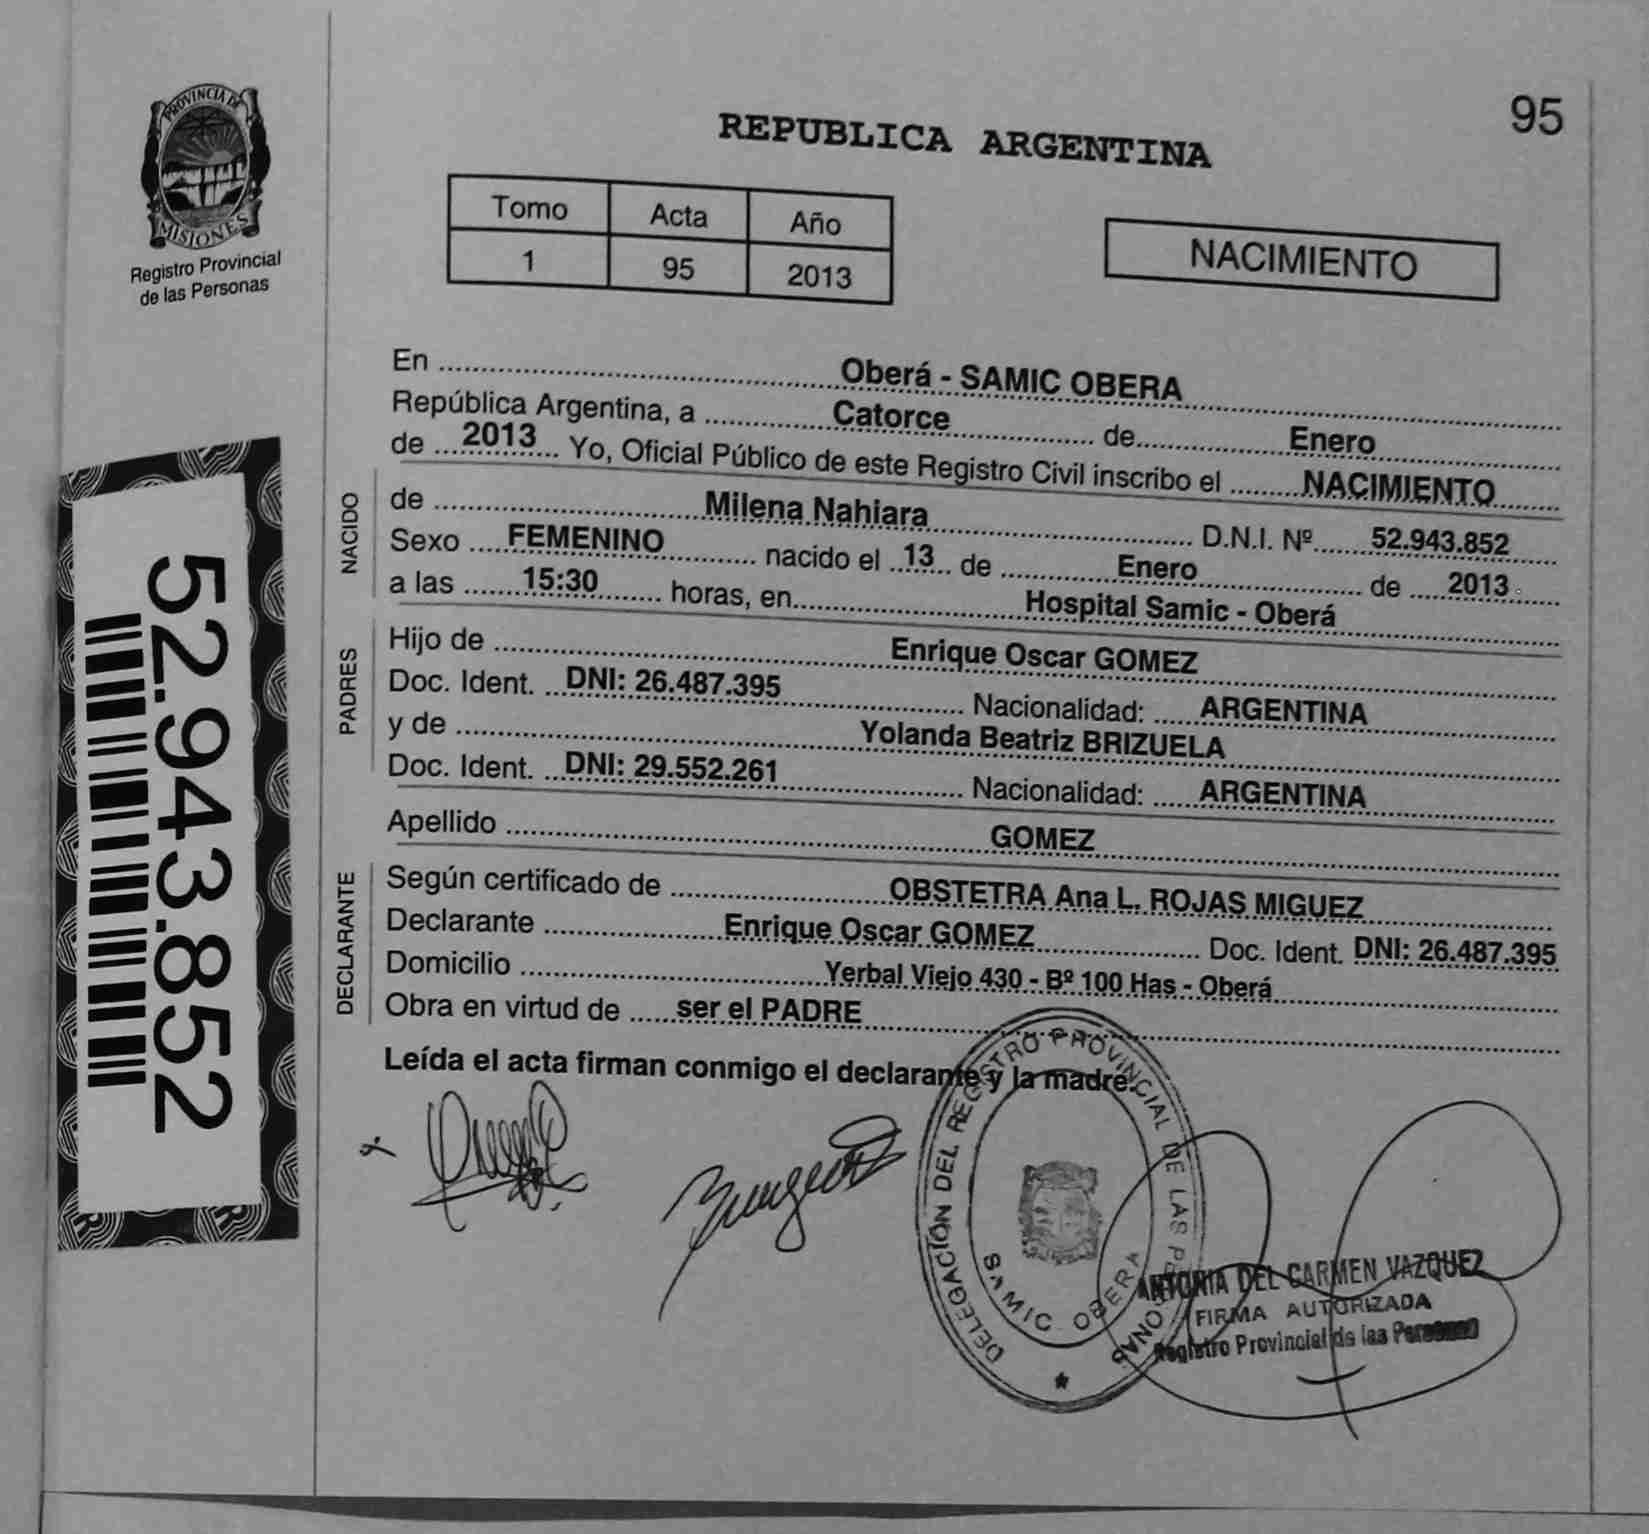 PROVINCIA DE
MISIONES
Registro Provincial
de las Personas
95
REPUBLICA ARGENTINA
Tomo Acta Año
1 95 2013
NACIMIENTO
En Oberá - SAMIC OBERA
República Argentina, a Catorce de Enero
de 2013 Yo, Oficial Público de este Registro Civil inscribo el NACIMIENTO
NACIDO
de Milena Nahiara D.N.I. Nº 52.943.852
Sexo FEMENINO nacido el 13 de Enero de 2013
a las 15:30 horas, en Hospital Samic - Oberá
PADRES
Hijo de Enrique Oscar GOMEZ
Doc. Ident. DNI: 26.487.395 Nacionalidad: ARGENTINA
y de Yolanda Beatriz BRIZUELA
Doc. Ident. DNI: 29.552.261 Nacionalidad: ARGENTINA
Apellido GOMEZ
DECLARANTE
Según certificado de OBSTETRA Ana L. ROJAS MIGUEZ
Declarante Enrique Oscar GOMEZ Doc. Ident. DNI: 26.487.395
Domicilio Yerbal Viejo 430 - Bº 100 Has - Oberá
Obra en virtud de ser el PADRE
Leída el acta firman conmigo el declarante y la madre.
52.943.852
DELEGACIÓN DEL REGISTRO PROVINCIAL DE LAS PERSONAS
SAMIC OBERA
ANTONIA DEL CARMEN VAZQUEZ
FIRMA AUTORIZADA
Registro Provincial de las Personas